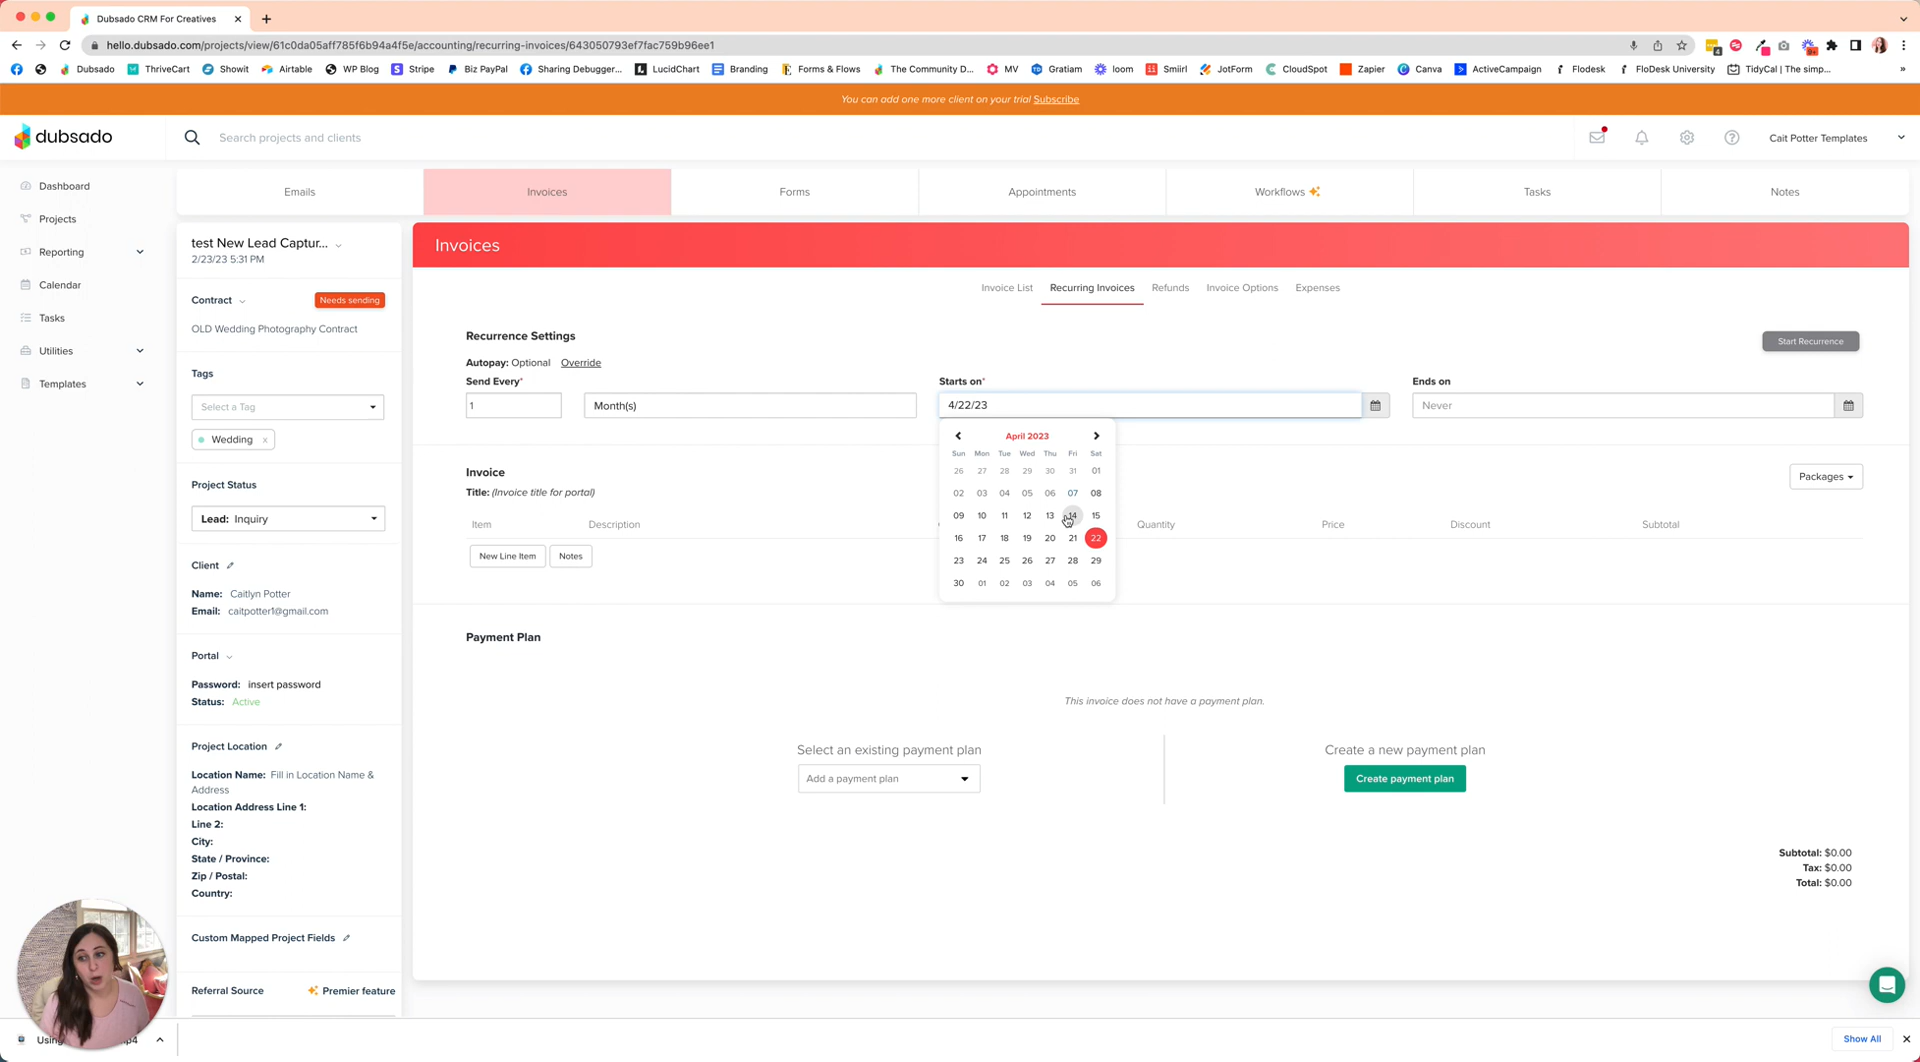 Dubsado CRM For Creatives
hello.dubsado.com/projects/view/61c0da05aff785f6b94a4f5e/accounting/recurring-invoices/643050793ef7fac759b96ee1
Dubsado ThriveCart Showit Airtable WP Blog Stripe Biz PayPal Sharing Debugger... LucidChart Branding Forms & Flows The Community D... MV Gratiam loom Smiirl JotForm CloudSpot Zapier Canva ActiveCampaign Flodesk FloDesk University TidyCal | The simp...
You can add one more client on your trial Subscribe
dubsado
Search projects and clients
Cait Potter Templates
Dashboard
Projects
Reporting
Calendar
Tasks
Utilities
Templates
Emails Invoices Forms Appointments Workflows Tasks Notes
test New Lead Captur...
2/23/23 5:31 PM
Contract Needs sending
OLD Wedding Photography Contract
Tags
Select a Tag
Wedding x
Project Status
Lead: Inquiry
Client
Name: Caitlyn Potter
Email: caitpotter1@gmail.com
Portal
Password: insert password
Status: Active
Project Location
Location Name: Fill in Location Name &
Address
Location Address Line 1:
Line 2:
City:
State / Province:
Zip / Postal:
Country:
Custom Mapped Project Fields
Referral Source Premier feature
Invoices
Invoice List Recurring Invoices Refunds Invoice Options Expenses
Recurrence Settings
Start Recurrence
Autopay: Optional Override
Send Every* Starts on* Ends on
1 Month(s) 4/22/23 Never
April 2023
Sun Mon Tue Wed Thu Fri Sat
26 27 28 29 30 31 01
02 03 04 05 06 07 08
09 10 11 12 13 14 15
16 17 18 19 20 21 22
23 24 25 26 27 28 29
30 01 02 03 04 05 06
Invoice
Packages
Title: (Invoice title for portal)
Item Description Quantity Price Discount Subtotal
New Line Item Notes
Payment Plan
This invoice does not have a payment plan.
Select an existing payment plan
Add a payment plan
Create a new payment plan
Create payment plan
Subtotal: $0.00
Tax: $0.00
Total: $0.00
Show All